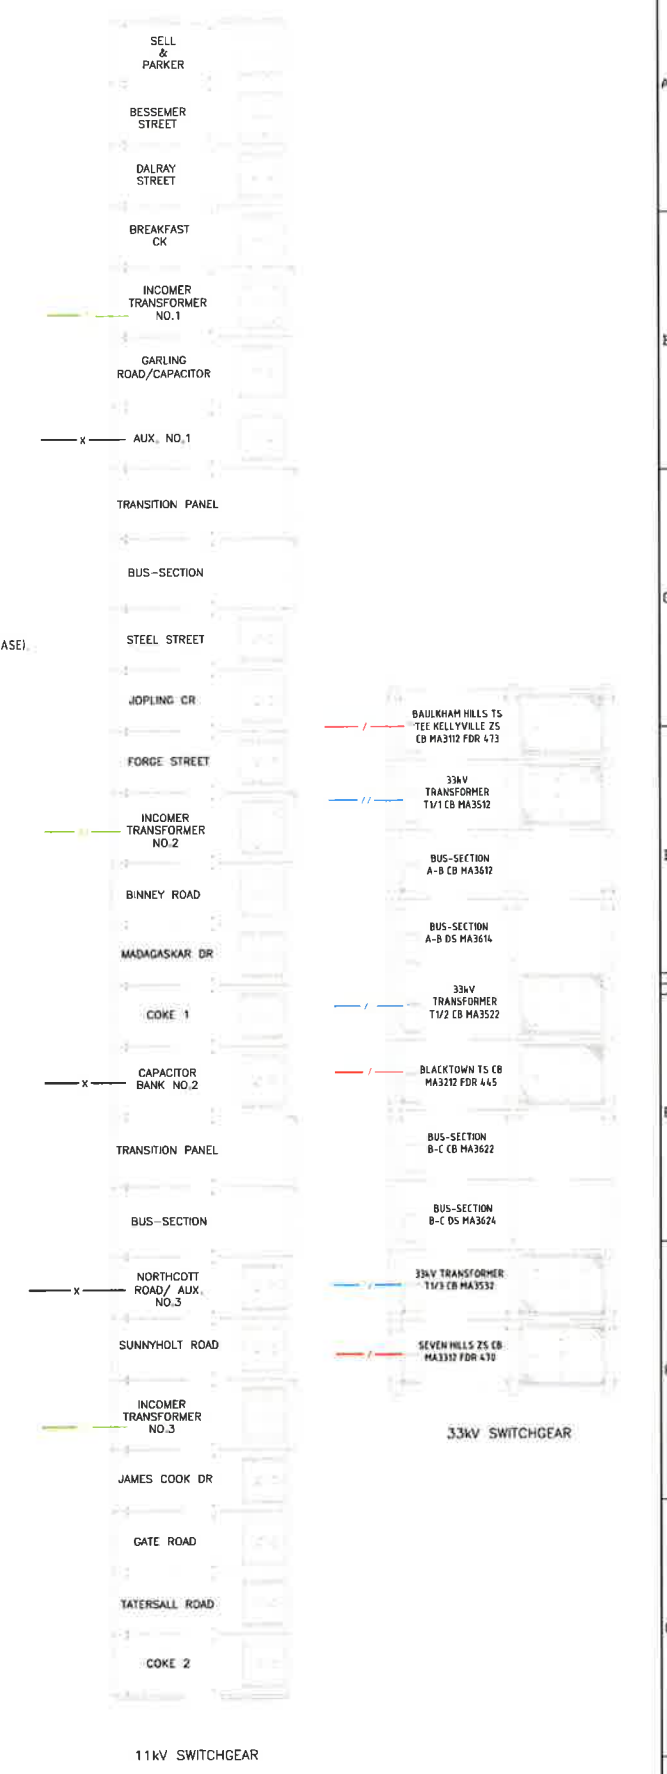 SELL
&
PARKER
BESSEMER
STREET
DALRAY
STREET
BREAKFAST
CK
INCOMER
TRANSFORMER
NO.1
GARLING
ROAD/CAPACITOR
X AUX. NO.1
TRANSITION PANEL
BUS-SECTION
ASE).
STEEL STREET
JOPLING CR
FORGE STREET
INCOMER
TRANSFORMER
NO.2
BINNEY ROAD
MADAGASKAR DR
COKE 1
CAPACITOR
X BANK NO.2
TRANSITION PANEL
BUS-SECTION
NORTHCOTT
X ROAD/ AUX.
NO.3
SUNNYHOLT ROAD
INCOMER
TRANSFORMER
NO.3
JAMES COOK DR
GATE ROAD
TATERSALL ROAD
COKE 2
11kV SWITCHGEAR
BAULKHAM HILLS TS
/ TEE KELLYVILLE ZS
CB MA3112 FDR 473
33kV
TRANSFORMER
// T1/1 CB MA3512
BUS-SECTION
A-B CB MA3612
BUS-SECTION
A-B DS MA3614
33kV
TRANSFORMER
/ T1/2 CB MA3522
/ BLACKTOWN TS CB
MA3212 FDR 445
BUS-SECTION
B-C CB MA3622
BUS-SECTION
B-C DS MA3624
33kV TRANSFORMER
T1/3 CB MA3532
/ SEVEN HILLS ZS CB
MA3312 FDR 470
33kV SWITCHGEAR